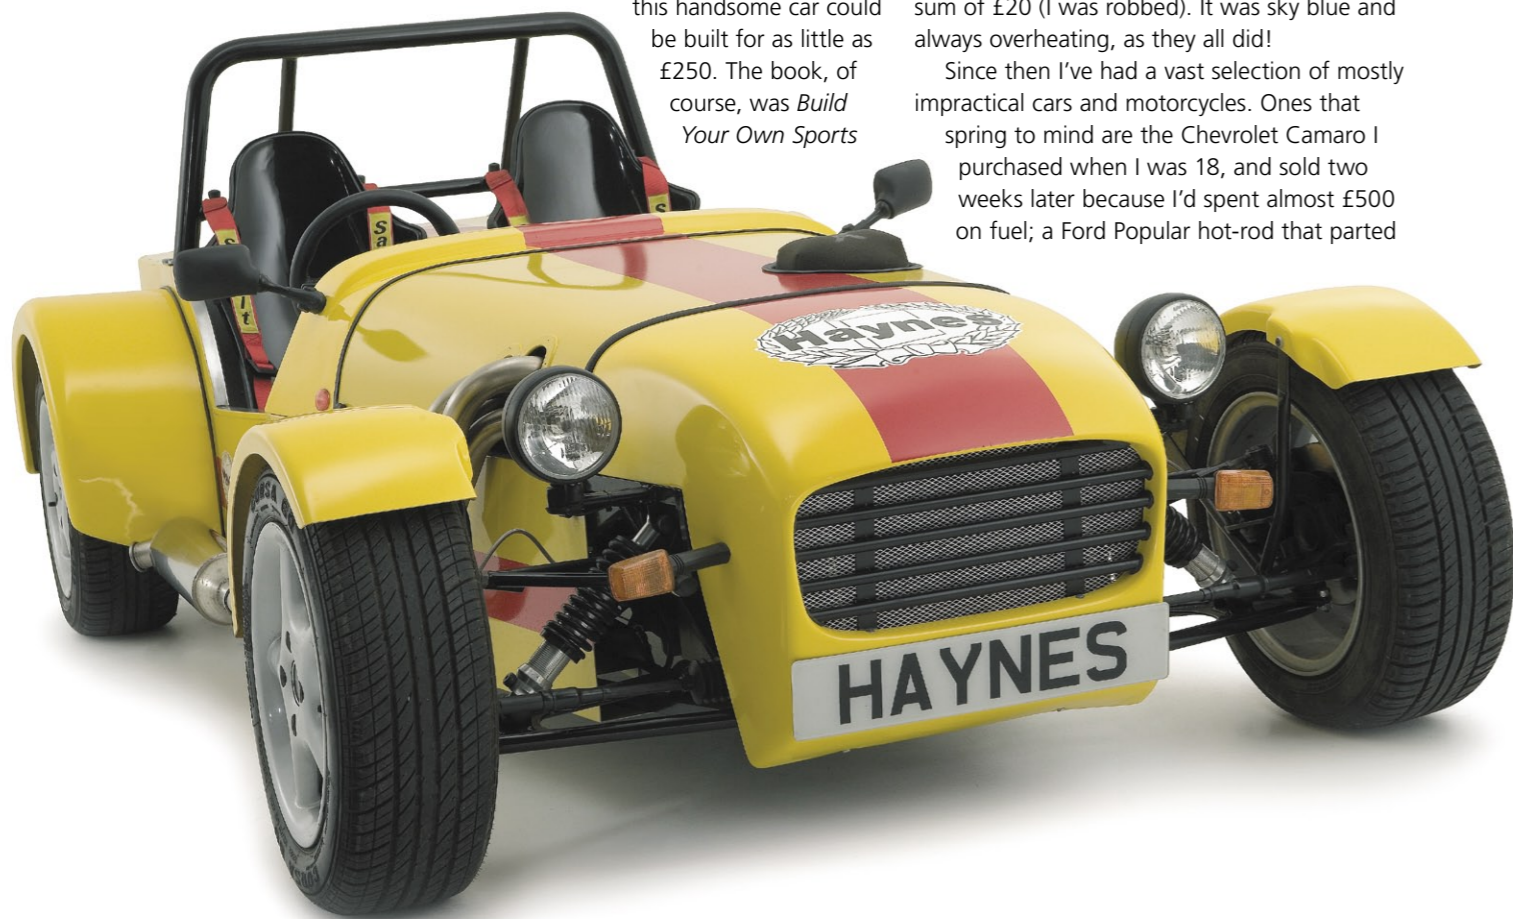 this handsome car could
be built for as little as
£250. The book, of
course, was Build
Your Own Sports
sum of £20 (I was robbed). It was sky blue and
always overheating, as they all did!
Since then I’ve had a vast selection of mostly
impractical cars and motorcycles. Ones that
spring to mind are the Chevrolet Camaro I
purchased when I was 18, and sold two
weeks later because I’d spent almost £500
on fuel; a Ford Popular hot-rod that parted
Haynes
HAYNES
CORSA